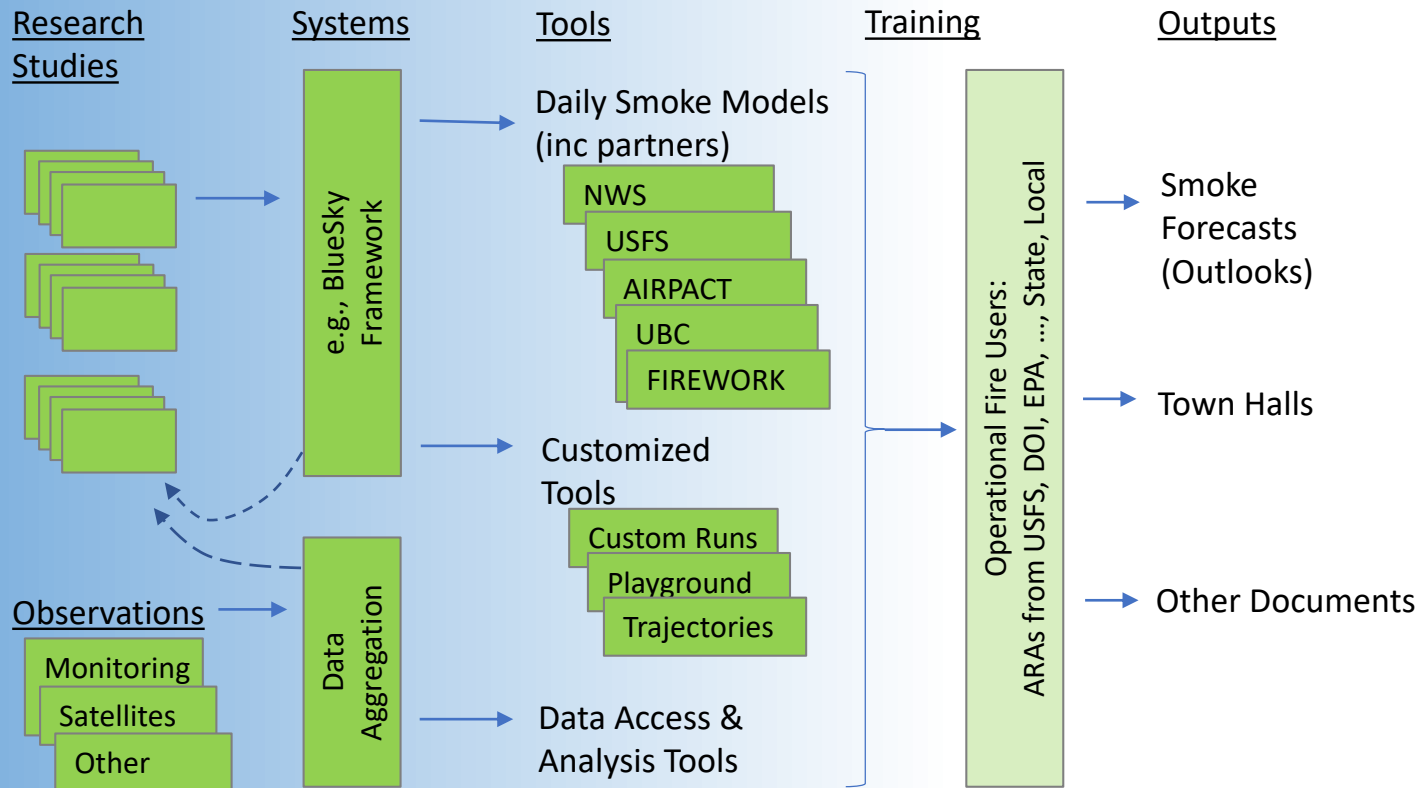 Research
Studies
Systems
Tools
Training
Outputs
e.g., BlueSky
Framework
Daily Smoke Models
(inc partners)
NWS
USFS
AIRPACT
UBC
FIREWORK
Customized
Tools
Custom Runs
Playground
Trajectories
Observations
Monitoring
Satellites
Other
Data
Aggregation
Data Access &
Analysis Tools
Operational Fire Users:
ARAs from USFS, DOI, EPA, ..., State, Local
Smoke
Forecasts
(Outlooks)
Town Halls
Other Documents